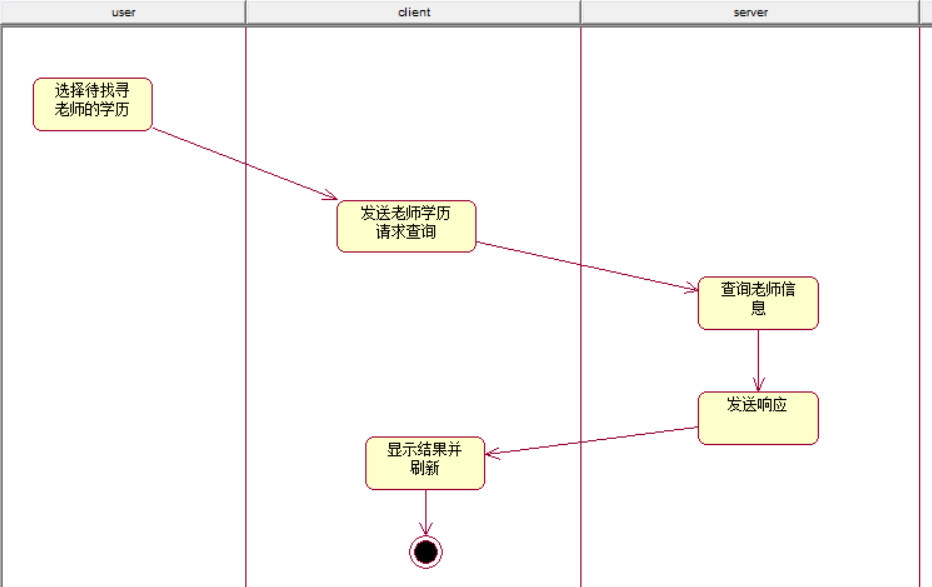 user
client
server
选择待找寻
老师的学历
发送老师学历
请求查询
查询老师信
息
发送响应
显示结果并
刷新